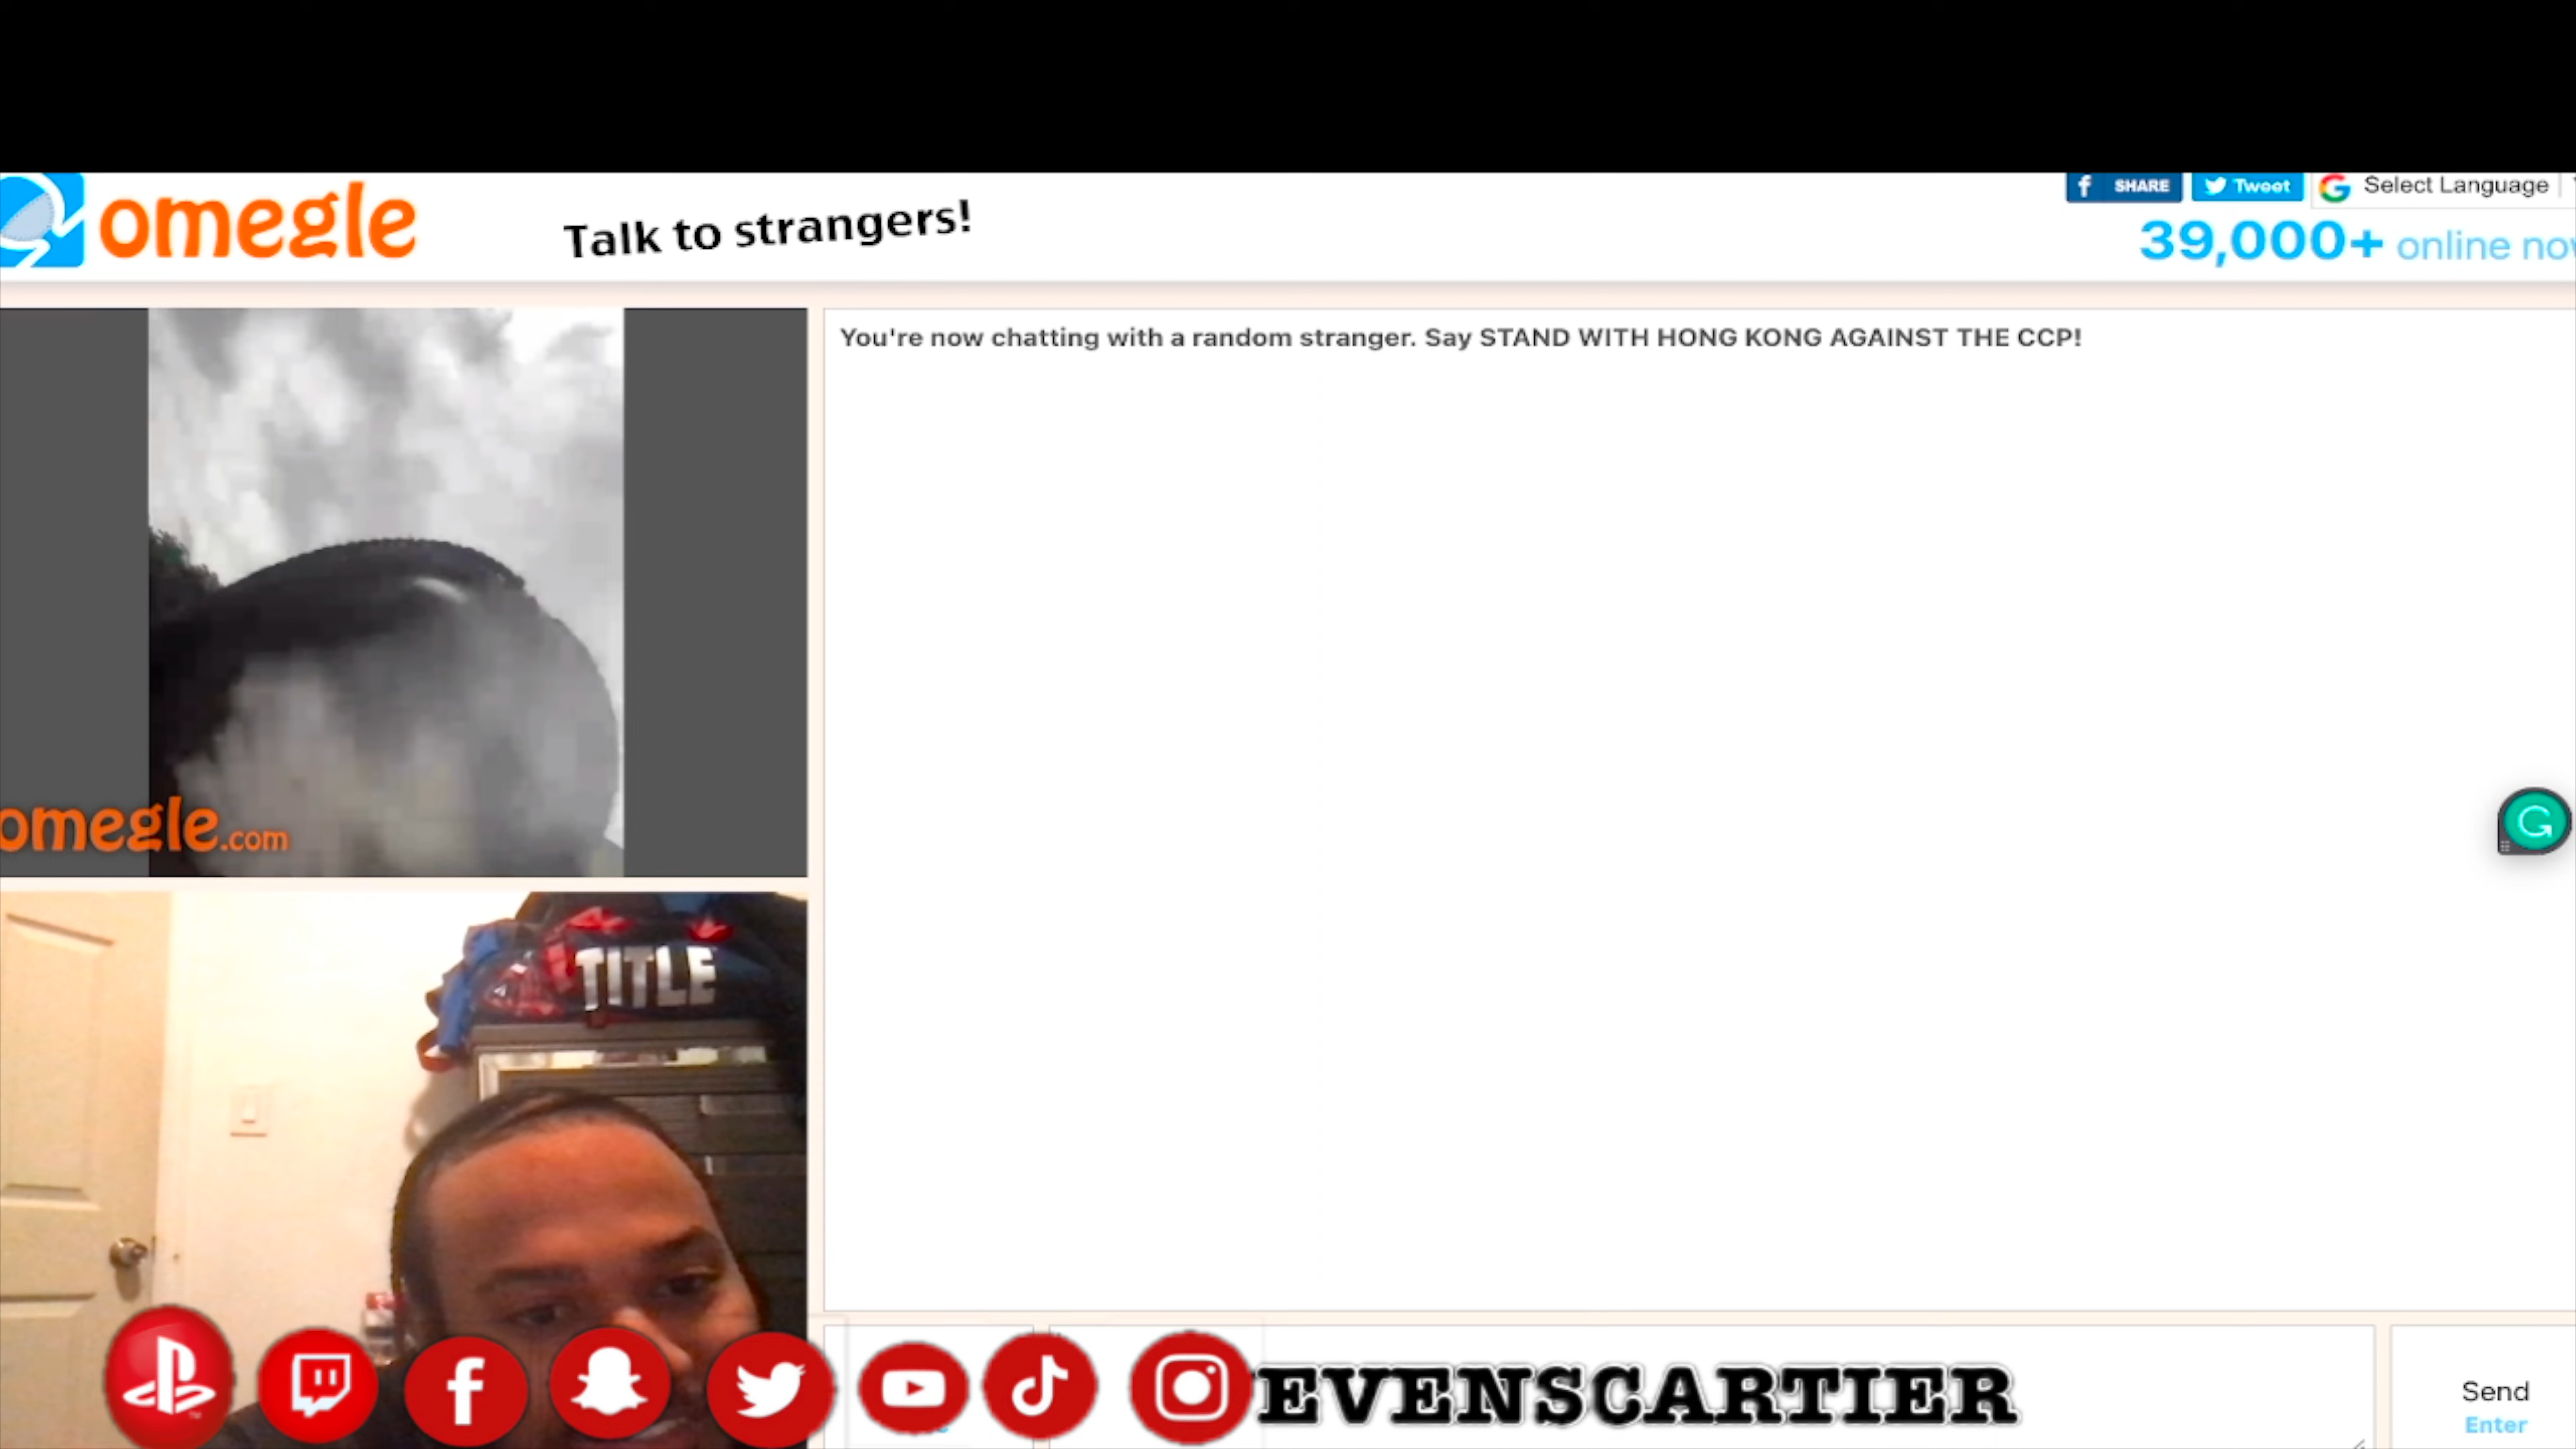 omegle
Talk to strangers!
SHARE
Tweet
Select Language
39,000+ online no
You're now chatting with a random stranger. Say STAND WITH HONG KONG AGAINST THE CCP!
omegle.com
TITLE
EVENSCARTIER
Send
Enter